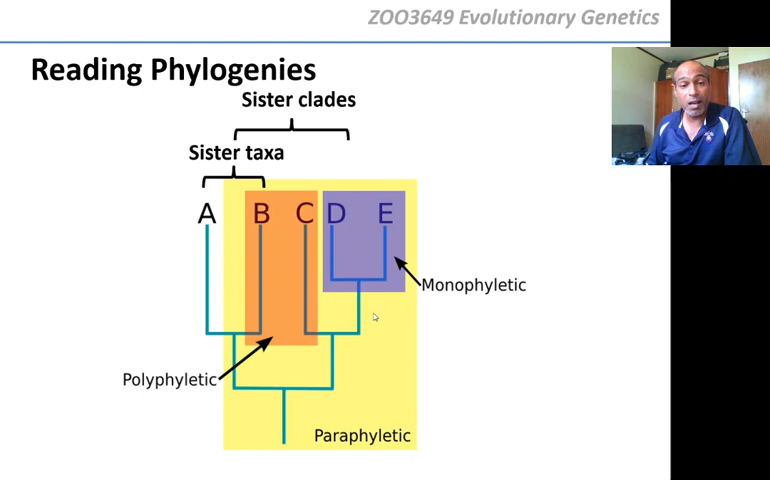 ZOO3649 Evolutionary Genetics
Reading Phylogenies
Sister clades
Sister taxa
A B C D E
Monophyletic
Polyphyletic
Paraphyletic